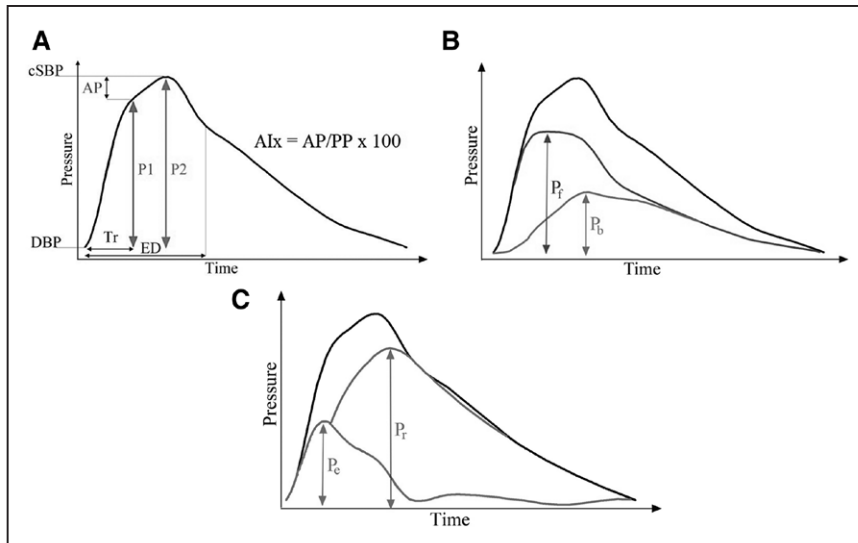 A
cSBP
AP
P1
P2
AIx = AP/PP x 100
Pressure
DBP
Tr
ED
Time
B
Pressure
Pf
Pb
Time
C
Pressure
Pe
Pr
Time